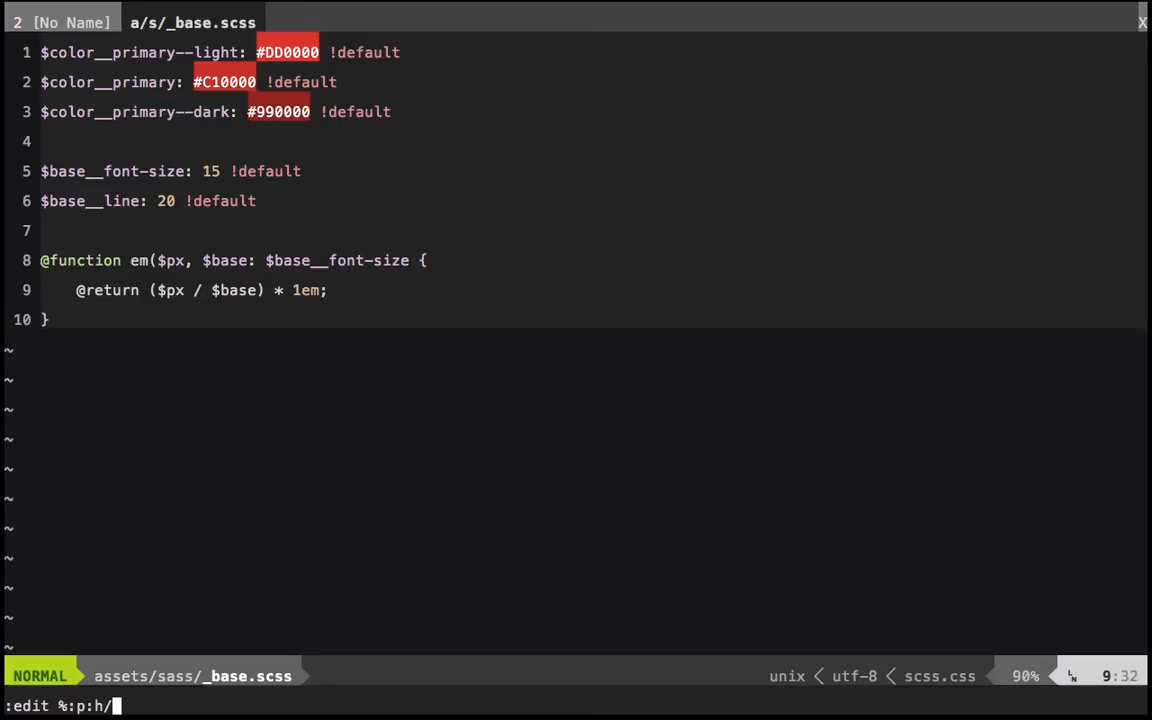 2 [No Name] a/s/_base.scss X
1 $color__primary--light: #DD0000 !default
2 $color__primary: #C10000 !default
3 $color__primary--dark: #990000 !default
4
5 $base__font-size: 15 !default
6 $base__line: 20 !default
7
8 @function em($px, $base: $base__font-size {
9     @return ($px / $base) * 1em;
10 }
~
~
~
~
~
~
~
~
~
~
~
NORMAL assets/sass/_base.scss unix < utf-8 < scss.css 90% LN 9:32
:edit %:p:h/